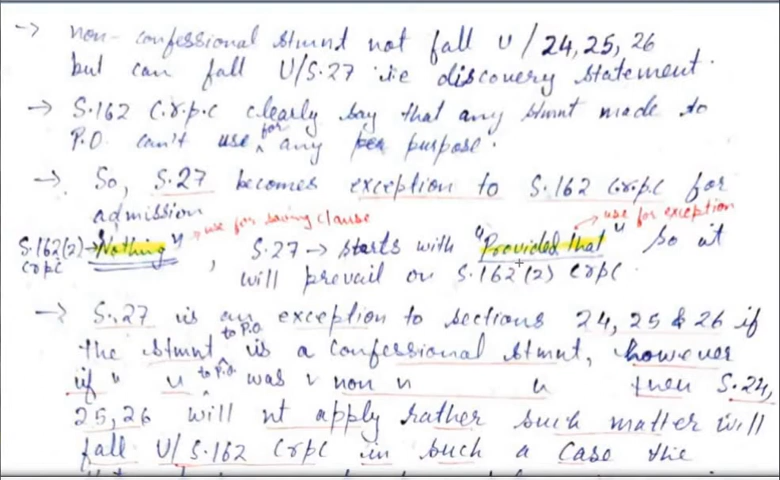 → non-confessional stmnt not fall U/24,25,26
but can fall U/S.27 i.e discovery statement.
→ S.162 C.r.p.c clearly say that any stmnt made to
P.O. can't use for any purpose.
→ So, S.27 becomes exception to S.162 C.r.p.c for
admission
→ use for saving clause
→ use for exception
S.162(2)→ "Nothing" , S.27 → starts with "Provided that" So it
CrPC
will prevail on S.162(2) CrPC.
→ S.27 is an exception to sections 24, 25 & 26 if
the stmnt to P.O. is a confessional stmnt, however
if " u to P.O. was u non u u then S.24,
25,26 will nt apply rather such matter will
fall U/S.162 CrPC in such a case the